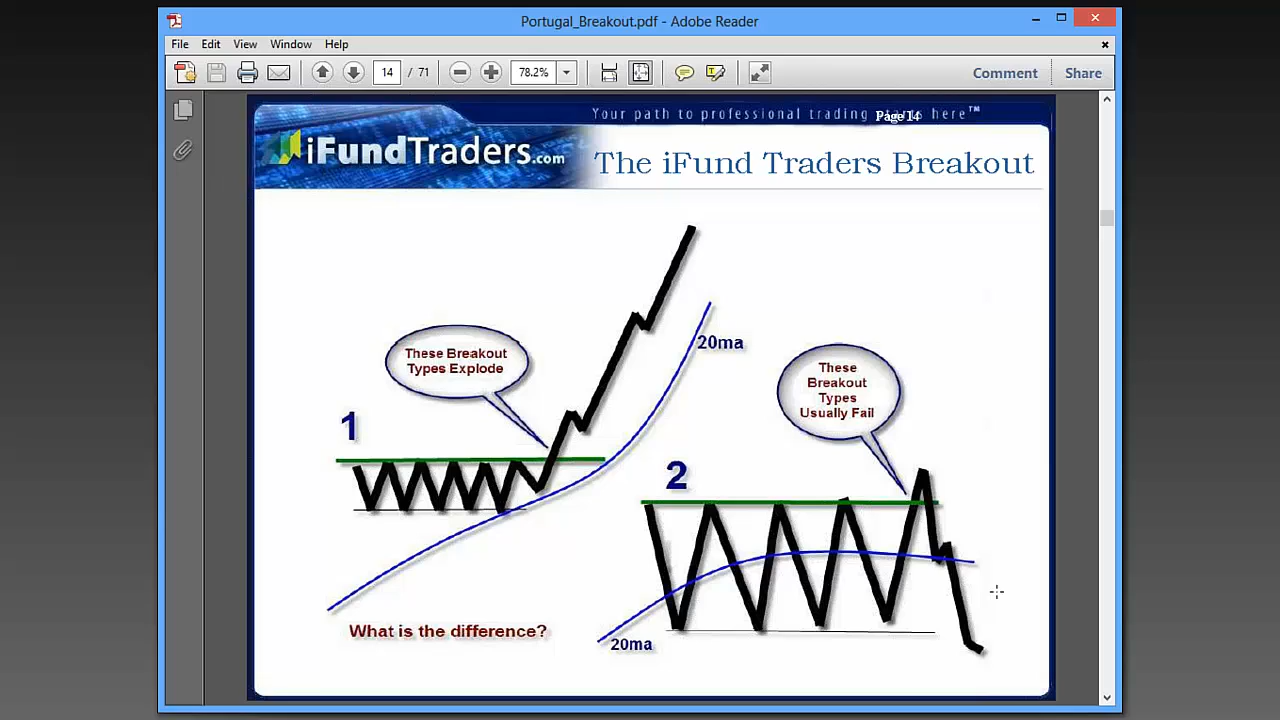 Portugal_Breakout.pdf - Adobe Reader
File Edit View Window Help
14 / 71 78.2% Comment Share
Your path to professional trading starts here™
Page 14
iFundTraders.com
The iFund Traders Breakout
These Breakout
Types Explode
20ma
These
Breakout
Types
Usually Fail
1
2
What is the difference?
20ma